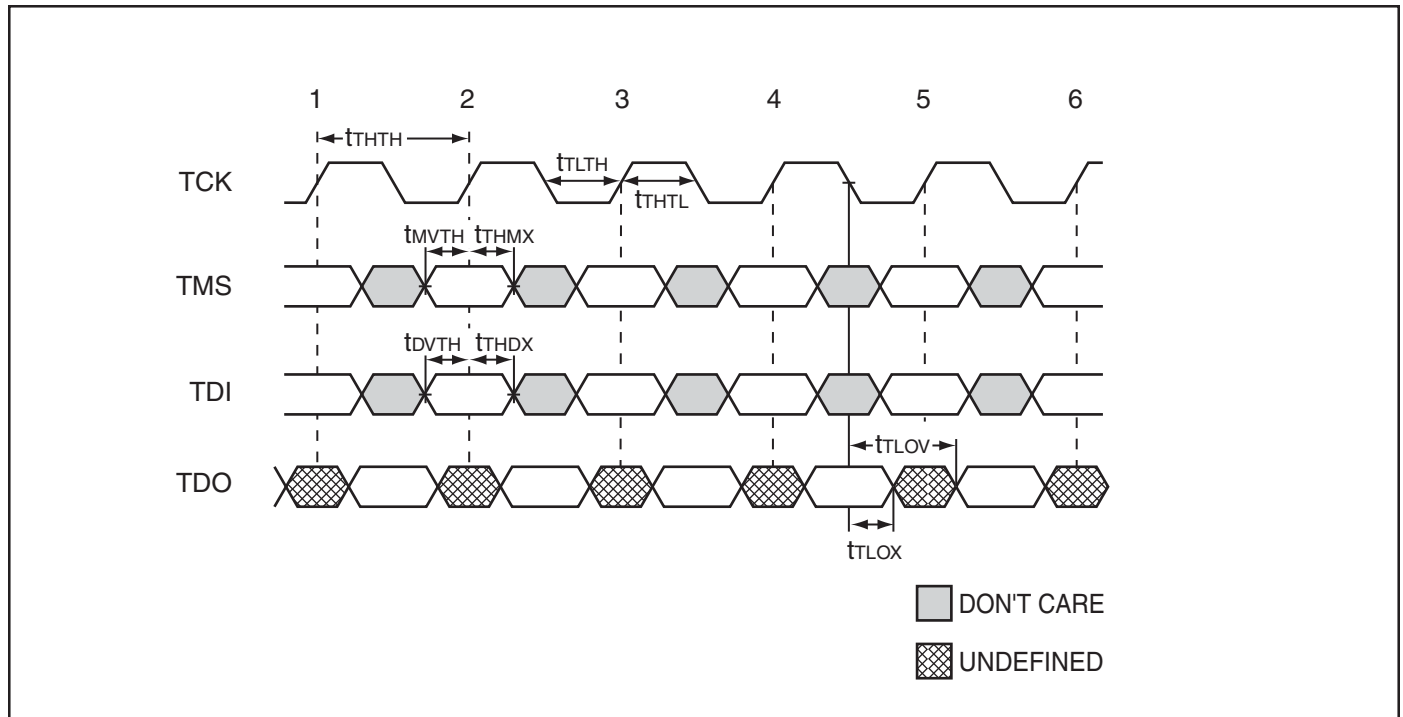 1 2 3 4 5 6
tTHTH
tTLTH
TCK
tTHTL
tMVTH tTHMX
TMS
tDVTH tTHDX
TDI
tTLOV
TDO
tTLOX
DON'T CARE
UNDEFINED